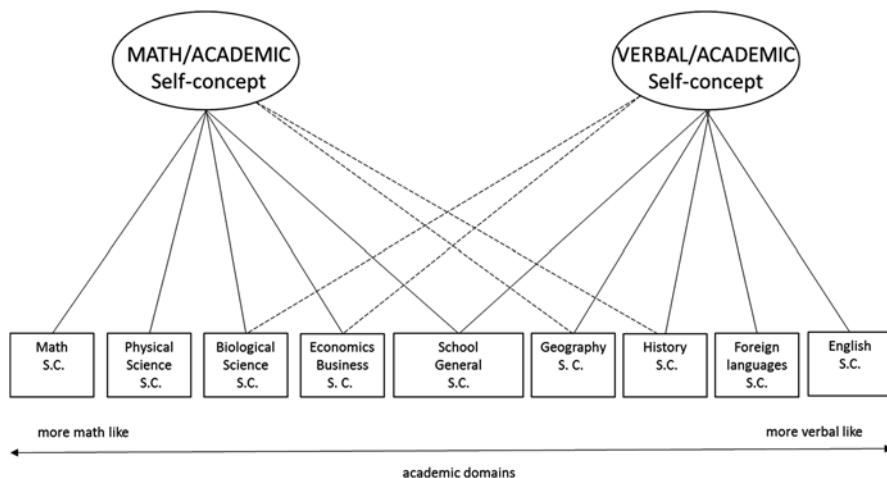 MATH/ACADEMIC
Self-concept
VERBAL/ACADEMIC
Self-concept
Math
S.C.
Physical
Science
S.C.
Biological
Science
S.C.
Economics
Business
S. C.
School
General
S.C.
Geography
S. C.
History
S.C.
Foreign
languages
S.C.
English
S.C.
more math like
more verbal like
academic domains